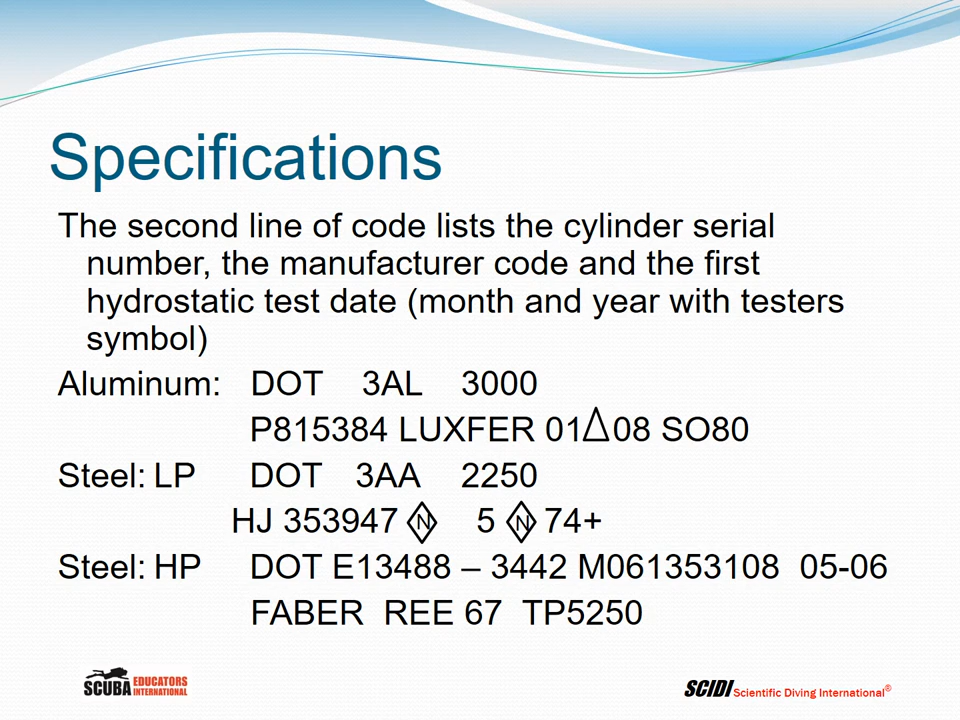 Specifications
The second line of code lists the cylinder serial
number, the manufacturer code and the first
hydrostatic test date (month and year with testers
symbol)
Aluminum: DOT 3AL 3000
P815384 LUXFER 01△08 SO80
Steel: LP DOT 3AA 2250
HJ 353947 N 5 N 74+
Steel: HP DOT E13488 – 3442 M061353108 05-06
FABER REE 67 TP5250
SCUBA EDUCATORS INTERNATIONAL
SCIDI Scientific Diving International®